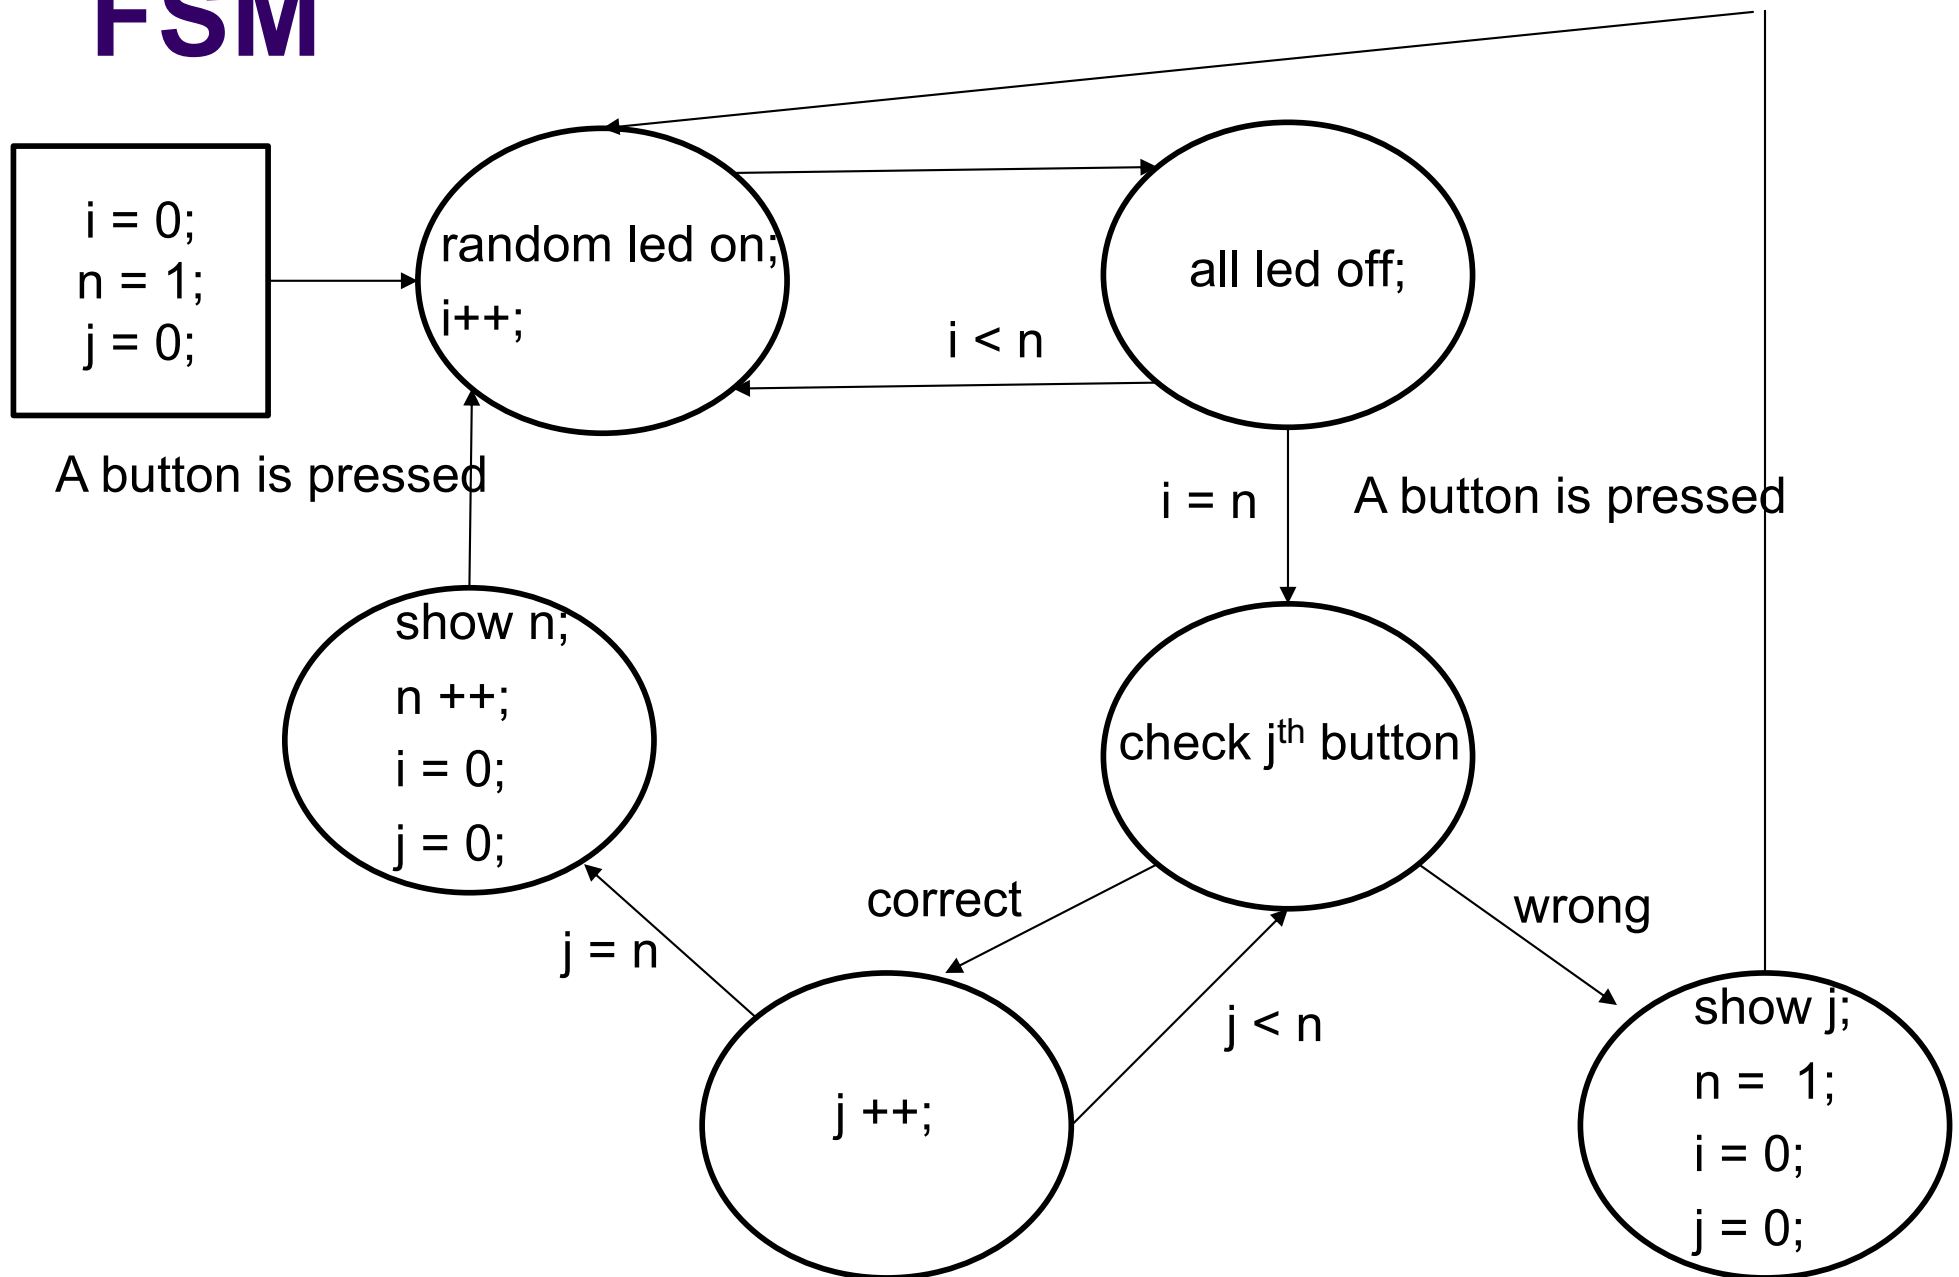 FSM
i = 0;
n = 1;
j = 0;
random led on;
i++;
all led off;
i < n
A button is pressed
i = n
A button is pressed
show n;
n ++;
i = 0;
j = 0;
check jth button
correct
wrong
j = n
j < n
j ++;
show j;
n =  1;
i = 0;
j = 0;